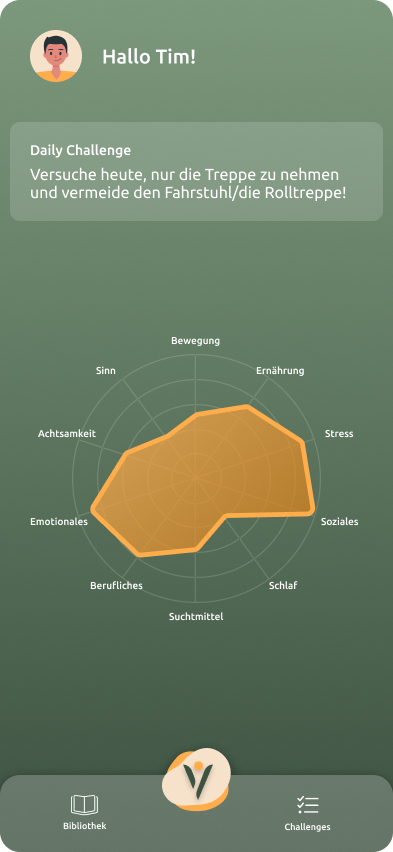 Hallo Tim!
Daily Challenge
Versuche heute, nur die Treppe zu nehmen
und vermeide den Fahrstuhl/die Rolltreppe!
Bewegung
Sinn
Ernährung
Achtsamkeit
Stress
Emotionales
Soziales
Berufliches
Schlaf
Suchtmittel
Bibliothek
Challenges